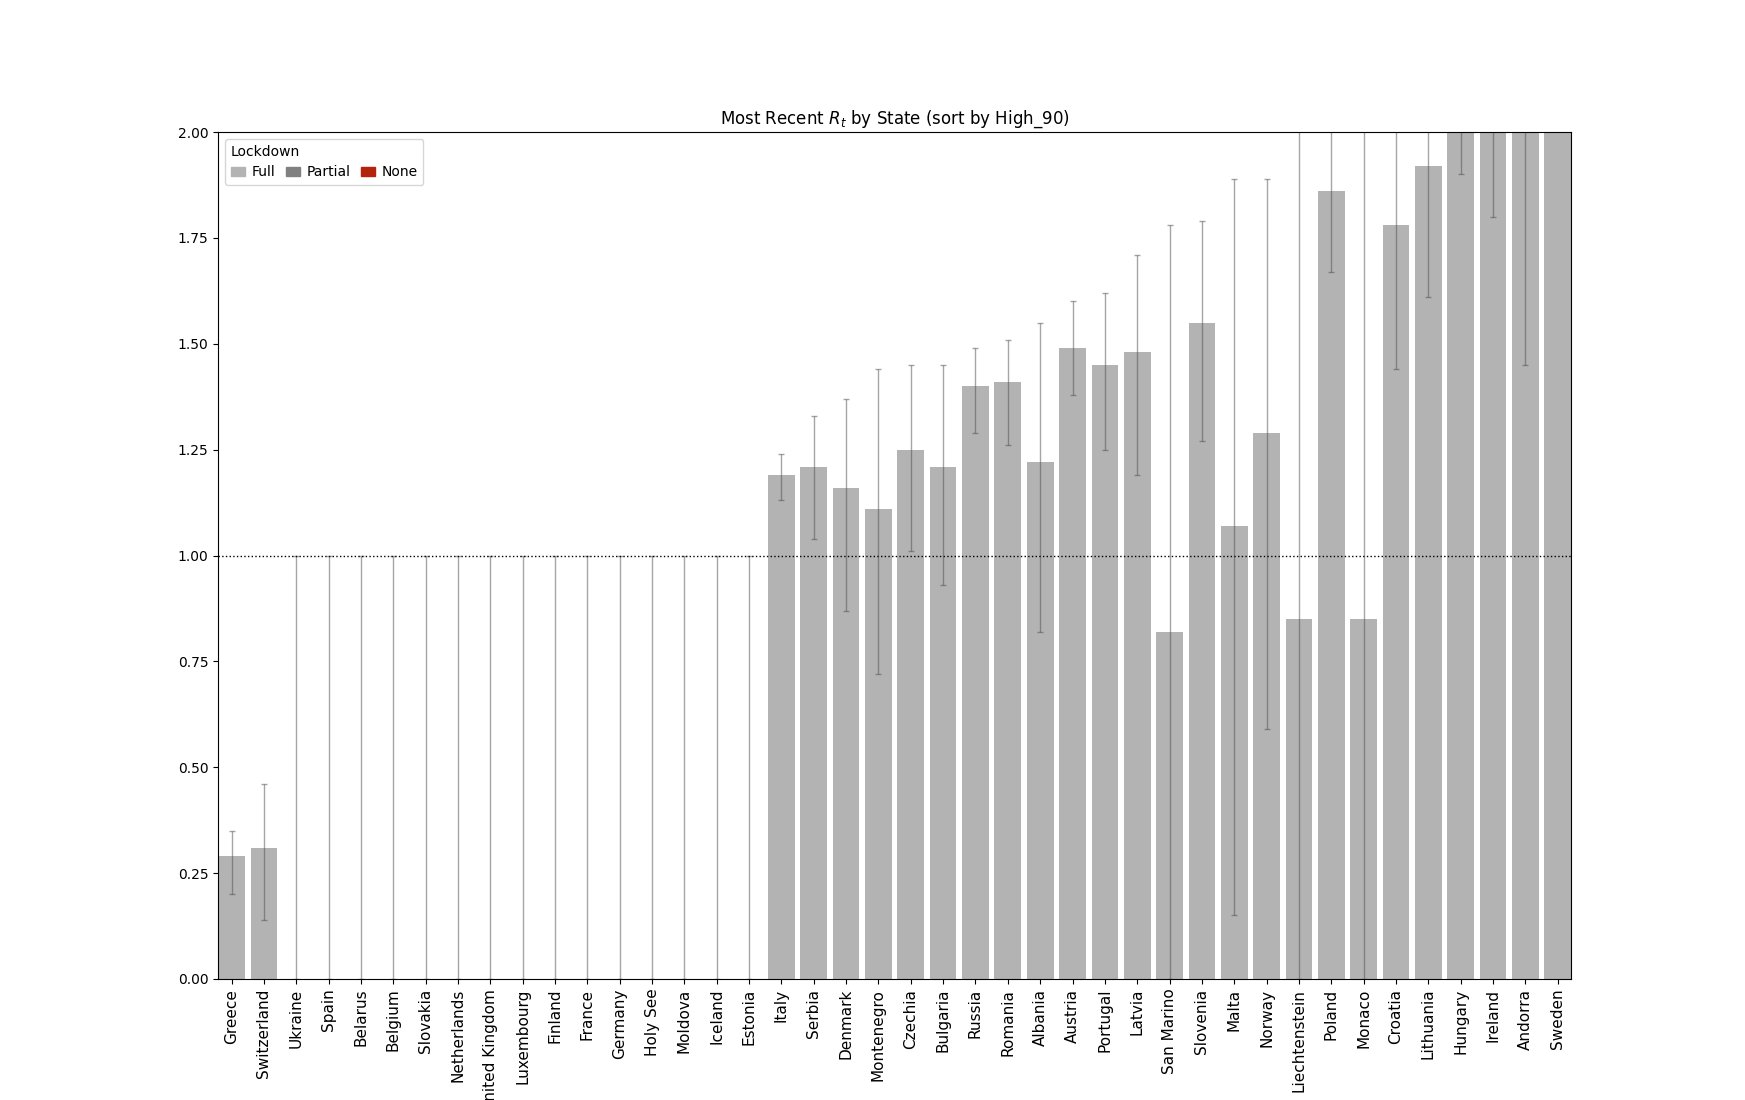 Most Recent R_t by State (sort by High_90)
Lockdown
Full Partial None
2.00
1.75
1.50
1.25
1.00
0.75
0.50
0.25
0.00
Greece
Switzerland
Ukraine
Spain
Belarus
Belgium
Slovakia
Netherlands
nited Kingdom
Luxembourg
Finland
France
Germany
Holy See
Moldova
Iceland
Estonia
Italy
Serbia
Denmark
Montenegro
Czechia
Bulgaria
Russia
Romania
Albania
Austria
Portugal
Latvia
San Marino
Slovenia
Malta
Norway
Liechtenstein
Poland
Monaco
Croatia
Lithuania
Hungary
Ireland
Andorra
Sweden